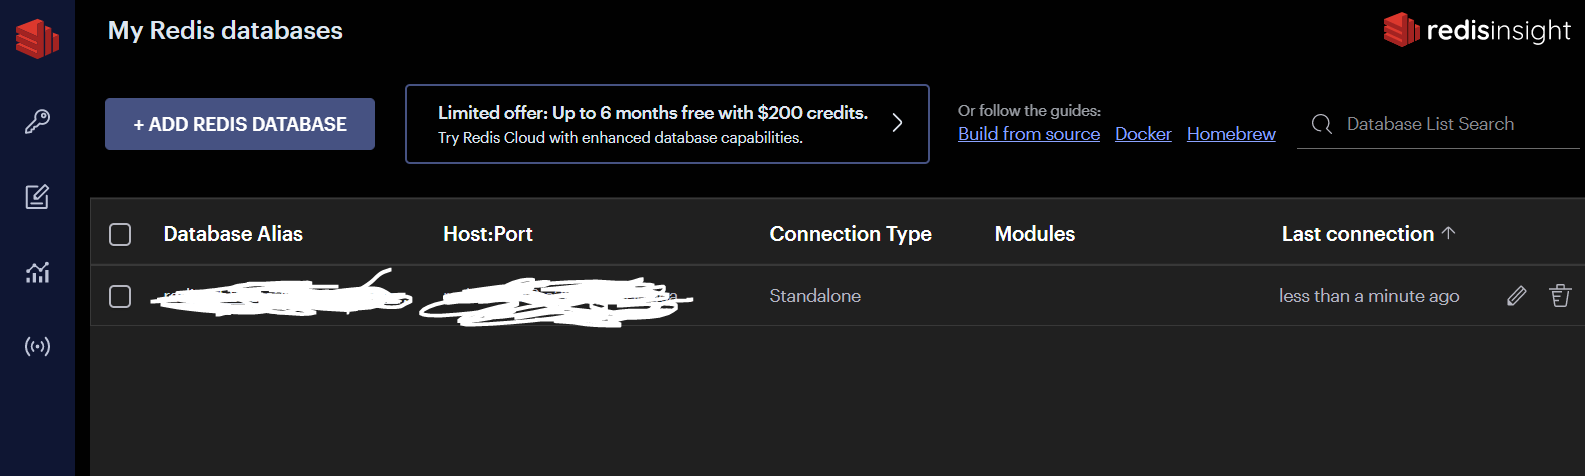 My Redis databases
redisinsight
+ ADD REDIS DATABASE
Limited offer: Up to 6 months free with $200 credits.
Try Redis Cloud with enhanced database capabilities.
Or follow the guides:
Build from source Docker Homebrew
Database List Search
Database Alias Host:Port Connection Type Modules Last connection
Standalone less than a minute ago